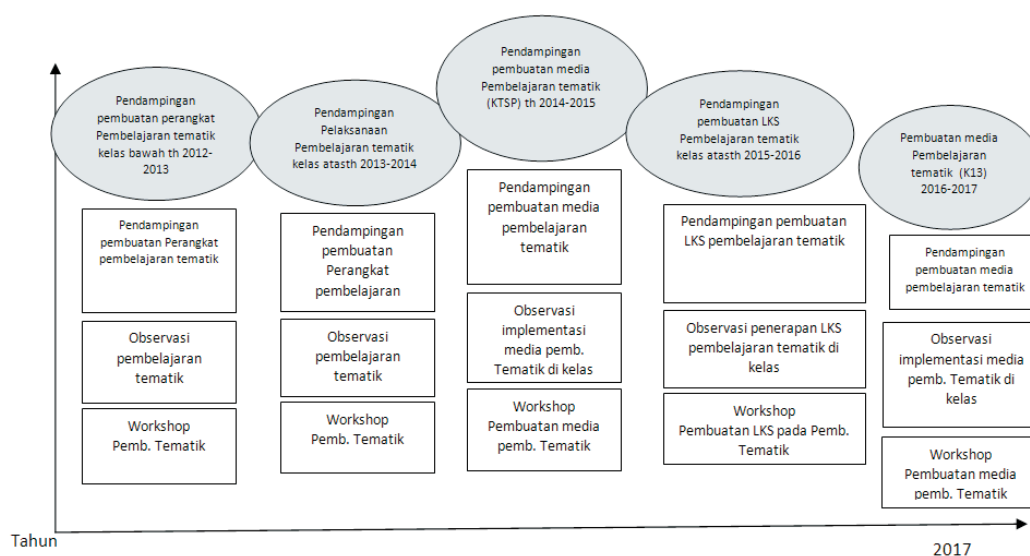 Pendampingan
pembuatan perangkat
Pembelajaran tematik
kelas bawah th 2012-
2013
Pendampingan
pembuatan Perangkat
pembelajaran tematik
Observasi
pembelajaran
tematik
Workshop
Pemb. Tematik
Pendampingan
Pelaksanaan
Pembelajaran tematik
kelas atasth 2013-2014
Pendampingan
pembuatan
Perangkat
pembelajaran
Observasi
pembelajaran
tematik
Workshop
Pemb. Tematik
Pendampingan
pembuatan media
Pembelajaran tematik
(KTSP) th 2014-2015
Pendampingan
pembuatan media
pembelajaran
tematik
Observasi
implementasi
media pemb.
Tematik di kelas
Workshop
Pembuatan media
pemb. Tematik
Pendampingan
pembuatan LKS
Pembelajaran tematik
kelas atasth 2015-2016
Pendampingan pembuatan
LKS pembelajaran tematik
Observasi penerapan LKS
pembelajaran tematik di
kelas
Workshop
Pembuatan LKS pada Pemb.
Tematik
Pembuatan media
Pembelajaran
tematik (K13)
2016-2017
Pendampingan
pembuatan media
pembelajaran tematik
Observasi
implementasi media
pemb. Tematik di
kelas
Workshop
Pembuatan media
pemb. Tematik
Tahun
2017